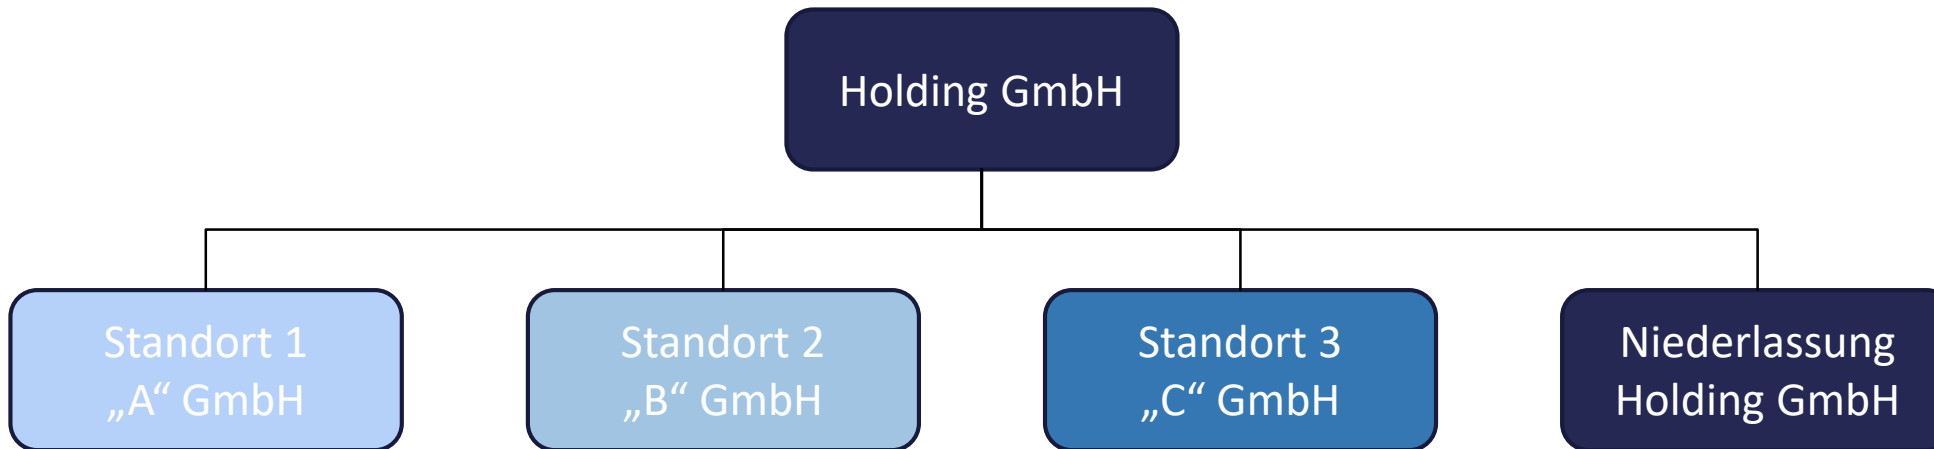 Holding GmbH
Standort 1
„A“ GmbH
Standort 2
„B“ GmbH
Standort 3
„C“ GmbH
Niederlassung
Holding GmbH